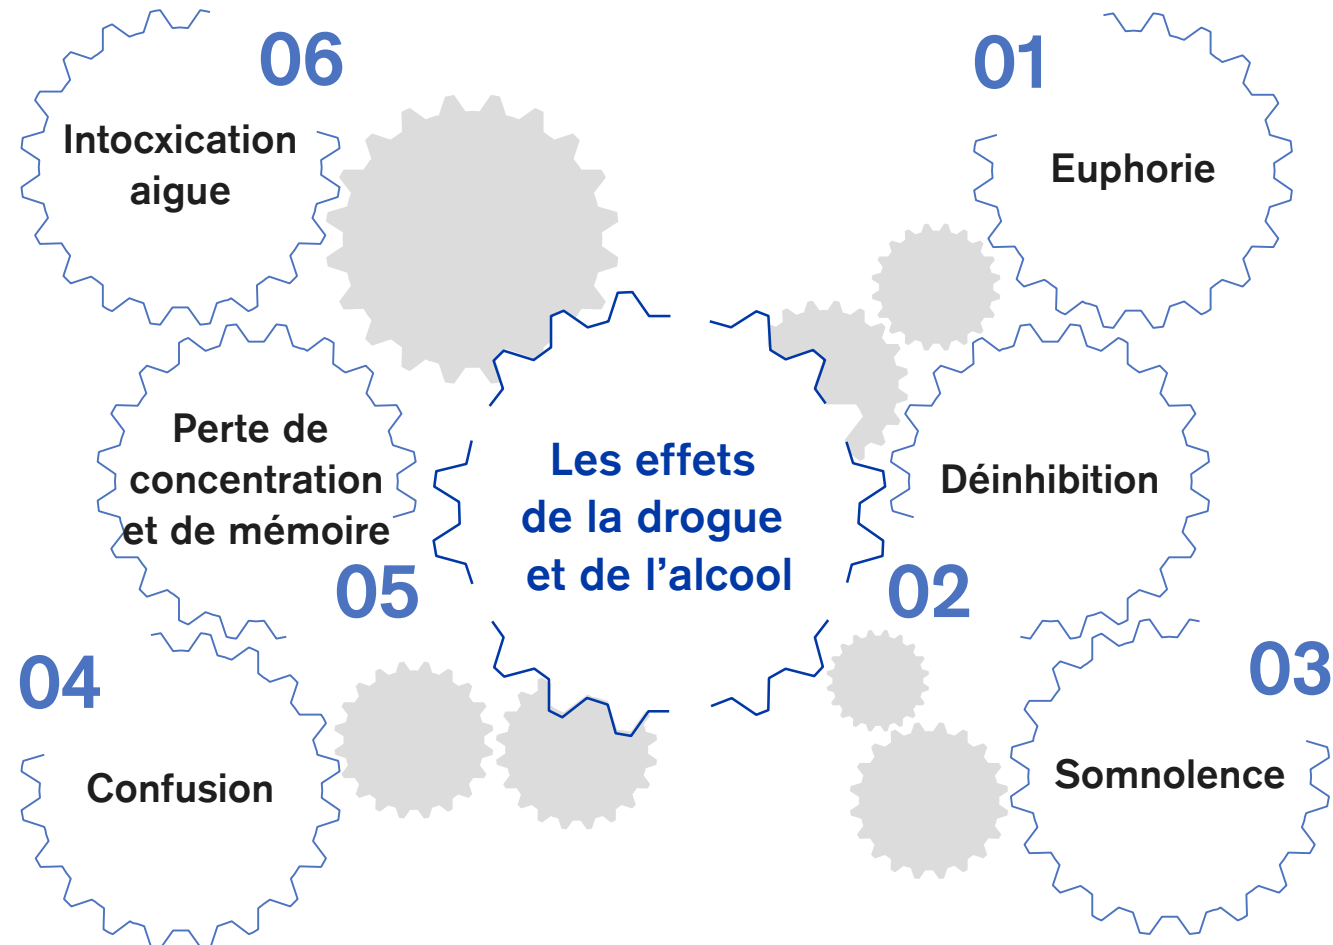 Les effets
de la drogue
et de l’alcool
01
Euphorie
02
Déinhibition
03
Somnolence
04
Confusion
05
Perte de
concentration
et de mémoire
06
Intocxication
aigue